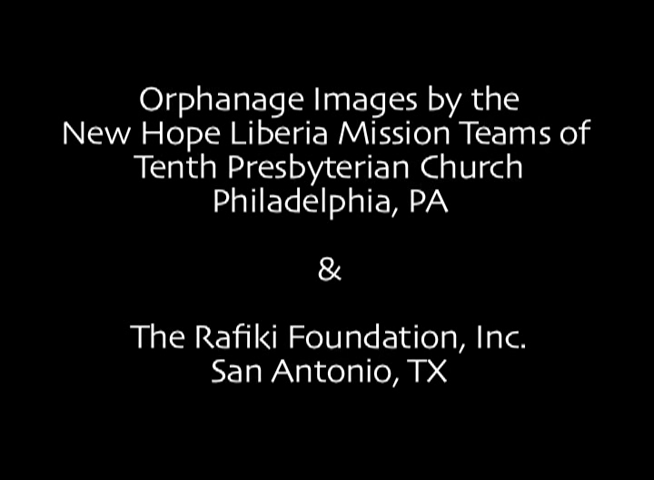 Orphanage Images by the
New Hope Liberia Mission Teams of
Tenth Presbyterian Church
Philadelphia, PA
&
The Rafiki Foundation, Inc.
San Antonio, TX